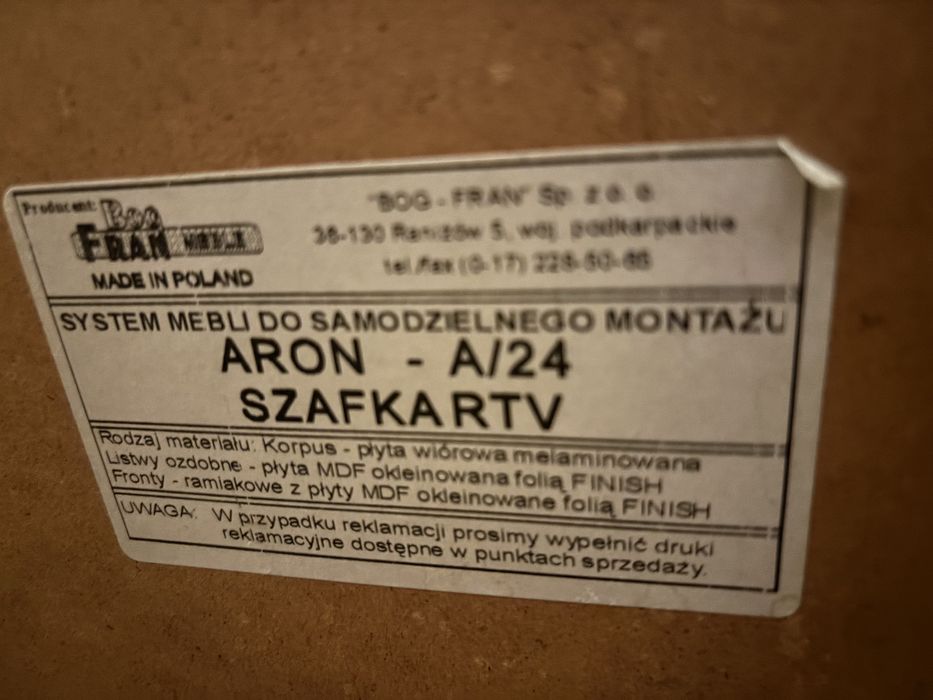 Producent:
Bog
FRAN MEBLE
MADE IN POLAND
"BOG - FRAN" Sp. z o. o
36-130 Raniżów 5, woj. podkarpackie
tel./fax (0-17)
SYSTEM MEBLI DO SAMODZIELNEGO MONTAŻU
ARON - A/24
SZAFKA RTV
Rodzaj materiału: Korpus - płyta wiórowa melaminowana
Listwy ozdobne - płyta MDF okleinowana folią FINISH
Fronty - ramiakowe z płyty MDF okleinowane folią FINISH
UWAGA: W przypadku reklamacji prosimy wypełnić druki
reklamacyjne dostępne w punktach sprzedaży.